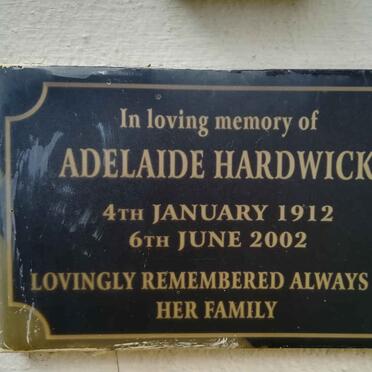 In loving memory of
ADELAIDE HARDWICK
4TH JANUARY 1912
6TH JUNE 2002
LOVINGLY REMEMBERED ALWAYS
HER FAMILY